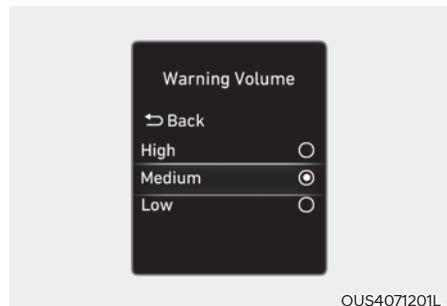 Warning Volume
Back
High
Medium
Low
OUS4071201L